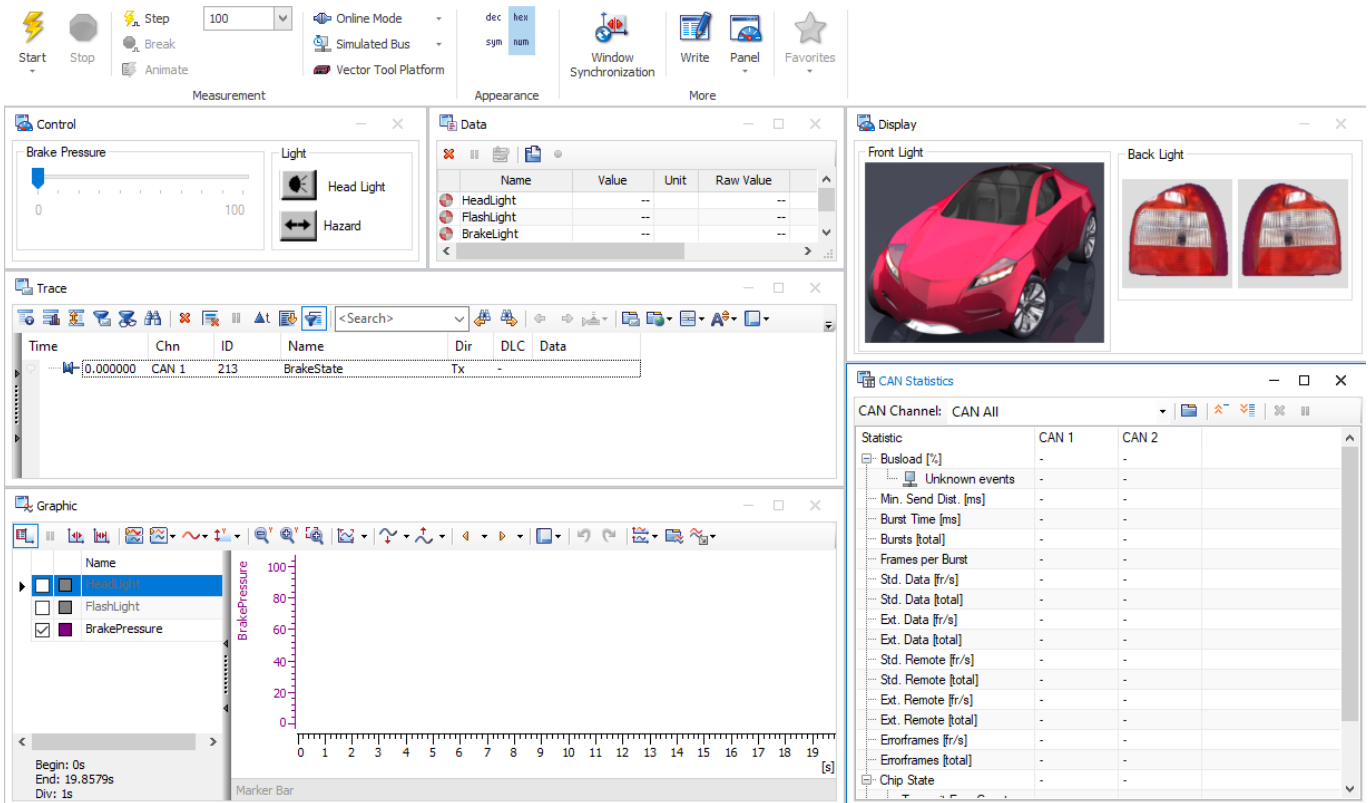 Start
Stop
Step
Break
Animate
100
Online Mode
Simulated Bus
Vector Tool Platform
Measurement
dec hex
sym num
Appearance
Window
Synchronization
Write
Panel
Favorites
More
Control
Brake Pressure
0 100
Light
Head Light
Hazard
Data
Name Value Unit Raw Value
HeadLight -- --
FlashLight -- --
BrakeLight -- --
Display
Front Light
Back Light
Trace
<Search>
Time Chn ID Name Dir DLC Data
0.000000 CAN 1 213 BrakeState Tx -
CAN Statistics
CAN Channel: CAN All
Statistic CAN 1 CAN 2
Busload [%] - -
Unknown events - -
Min. Send Dist. [ms] - -
Burst Time [ms] - -
Bursts [total] - -
Frames per Burst - -
Std. Data [fr/s] - -
Std. Data [total] - -
Ext. Data [fr/s] - -
Ext. Data [total] - -
Std. Remote [fr/s] - -
Std. Remote [total] - -
Ext. Remote [fr/s] - -
Ext. Remote [total] - -
Errorframes [fr/s] - -
Errorframes [total] - -
Chip State - -
Graphic
Name
HeadLight
FlashLight
BrakePressure
Begin: 0s
End: 19.8579s
Div: 1s
BrakePressure
100
80
60
40
20
0
0 1 2 3 4 5 6 7 8 9 10 11 12 13 14 15 16 17 18 19
[s]
Marker Bar